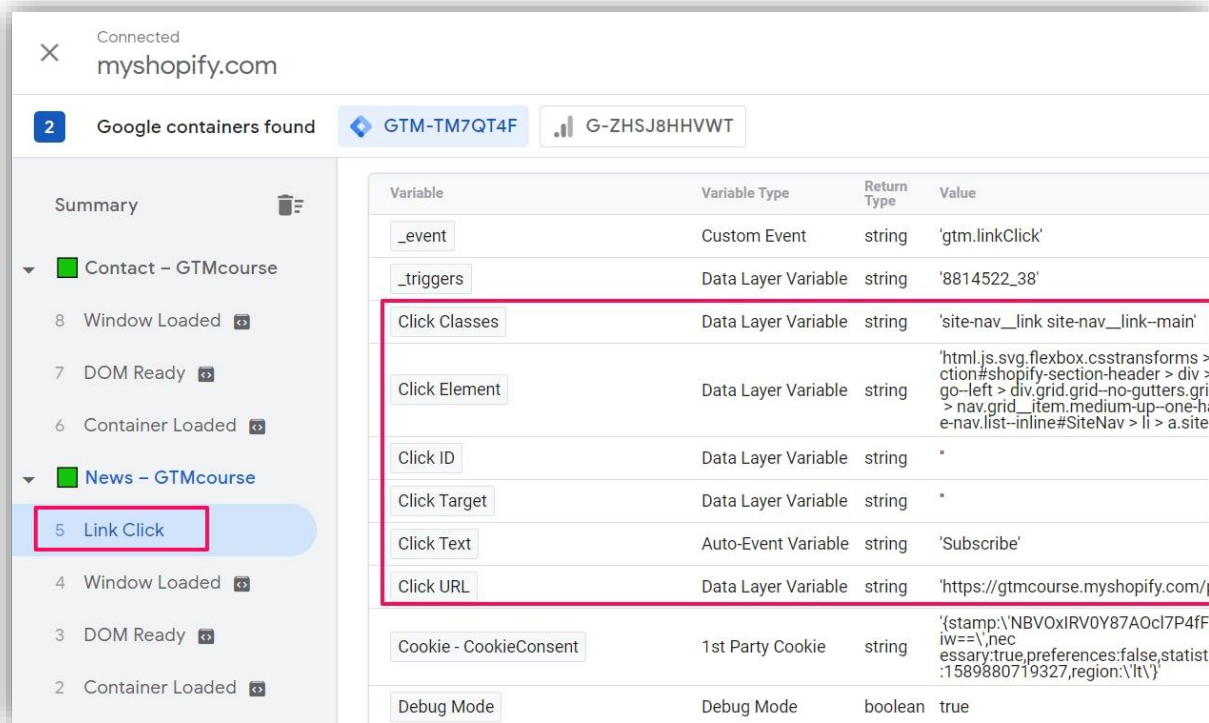 Connected
myshopify.com
2 Google containers found GTM-TM7QT4F G-ZHSJ8HHVWT
Summary
Contact – GTMcourse
8 Window Loaded
7 DOM Ready
6 Container Loaded
News – GTMcourse
5 Link Click
4 Window Loaded
3 DOM Ready
2 Container Loaded
Variable Variable Type Return Type Value
_event Custom Event string 'gtm.linkClick'
_triggers Data Layer Variable string '8814522_38'
Click Classes Data Layer Variable string 'site-nav__link site-nav__link--main'
Click Element Data Layer Variable string 'html.js.svg.flexbox.csstransforms >
ction#shopify-section-header > div >
go--left > div.grid.grid--no-gutters.gri
> nav.grid__item.medium-up--one-ha
e-nav.list--inline#SiteNav > li > a.site
Click ID Data Layer Variable string ''
Click Target Data Layer Variable string ''
Click Text Auto-Event Variable string 'Subscribe'
Click URL Data Layer Variable string 'https://gtmcourse.myshopify.com/p
Cookie - CookieConsent 1st Party Cookie string '{stamp:\'NBVOxIRV0Y87AOcl7P4fF
iw==\',nec
essary:true,preferences:false,statist
:1589880719327,region:\'lt\'}'
Debug Mode Debug Mode boolean true